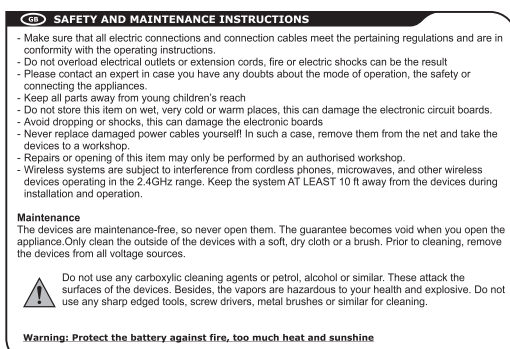 GB SAFETY AND MAINTENANCE INSTRUCTIONS
- Make sure that all electric connections and connection cables meet the pertaining regulations and are in
conformity with the operating instructions.
- Do not overload electrical outlets or extension cords, fire or electric shocks can be the result
- Please contact an expert in case you have any doubts about the mode of operation, the safety or
connecting the appliances.
- Keep all parts away from young children's reach
- Do not store this item on wet, very cold or warm places, this can damage the electronic circuit boards.
- Avoid dropping or shocks, this can damage the electronic boards
- Never replace damaged power cables yourself! In such a case, remove them from the net and take the
devices to a workshop.
- Repairs or opening of this item may only be performed by an authorised workshop.
- Wireless systems are subject to interference from cordless phones, microwaves, and other wireless
devices operating in the 2.4GHz range. Keep the system AT LEAST 10 ft away from the devices during
installation and operation.
Maintenance
The devices are maintenance-free, so never open them. The guarantee becomes void when you open the
appliance.Only clean the outside of the devices with a soft, dry cloth or a brush. Prior to cleaning, remove
the devices from all voltage sources.
Do not use any carboxylic cleaning agents or petrol, alcohol or similar. These attack the
surfaces of the devices. Besides, the vapors are hazardous to your health and explosive. Do not
use any sharp edged tools, screw drivers, metal brushes or similar for cleaning.
Warning: Protect the battery against fire, too much heat and sunshine